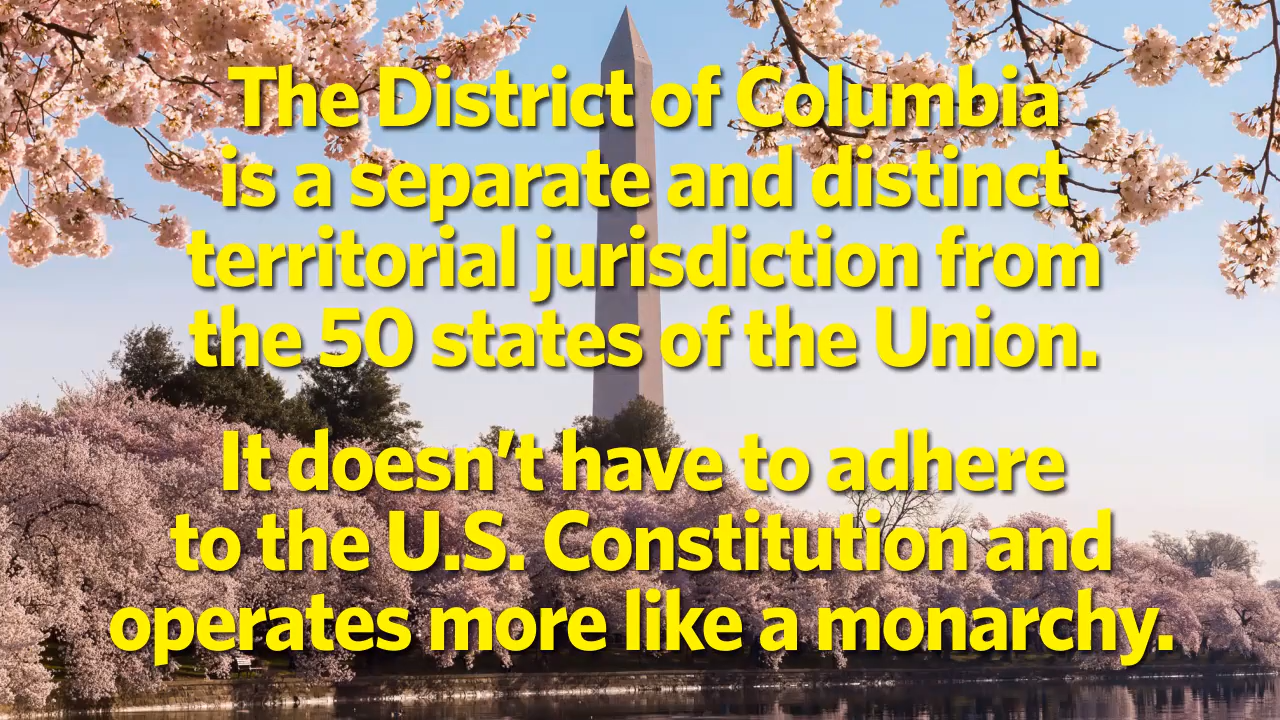 The District of Columbia
is a separate and distinct
territorial jurisdiction from
the 50 states of the Union.
It doesn't have to adhere
to the U.S. Constitution and
operates more like a monarchy.